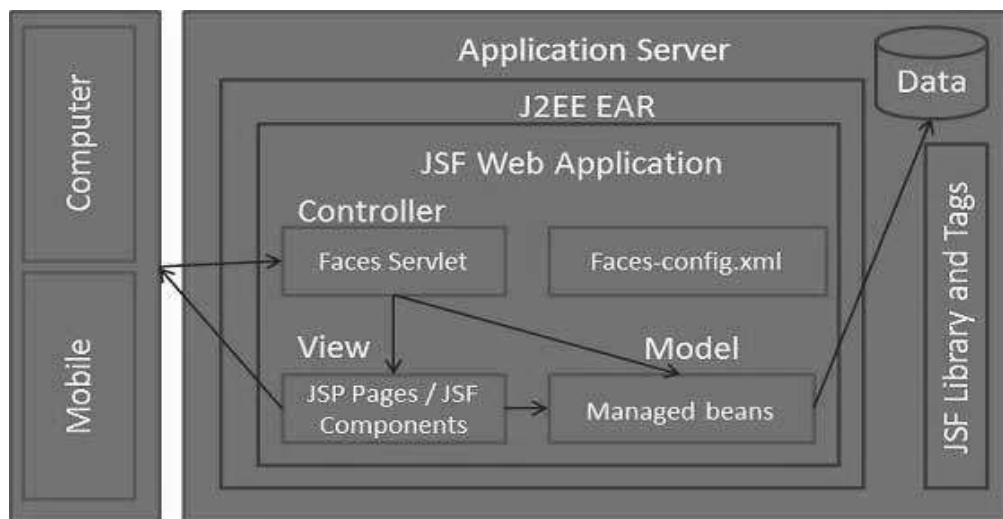 Computer
Mobile
Application Server
Data
J2EE EAR
JSF Web Application
Controller
Faces Servlet
Faces-config.xml
View
Model
JSP Pages / JSF
Components
Managed beans
JSF Library and Tags